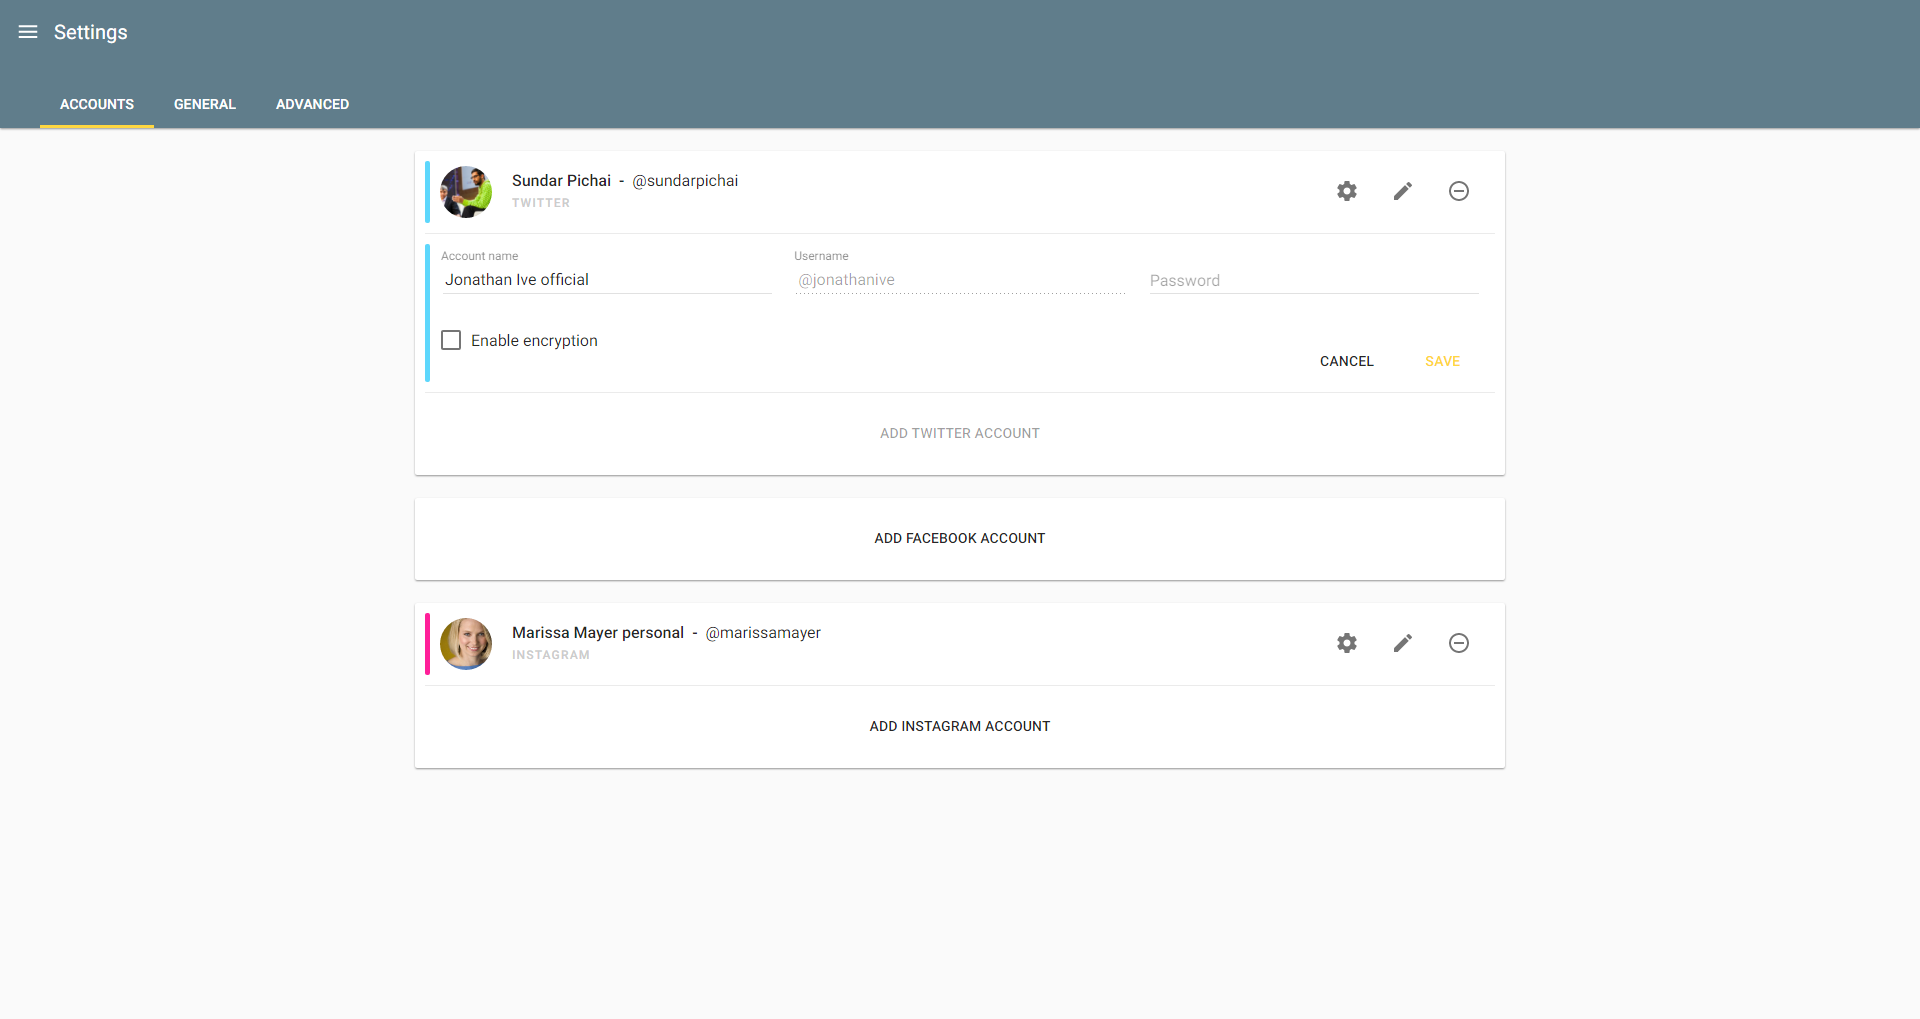 Settings
ACCOUNTS GENERAL ADVANCED
Sundar Pichai - @sundarpichai
TWITTER
Account name Username
Jonathan Ive official @jonathanive Password
Enable encryption
CANCEL SAVE
ADD TWITTER ACCOUNT
ADD FACEBOOK ACCOUNT
Marissa Mayer personal - @marissamayer
INSTAGRAM
ADD INSTAGRAM ACCOUNT